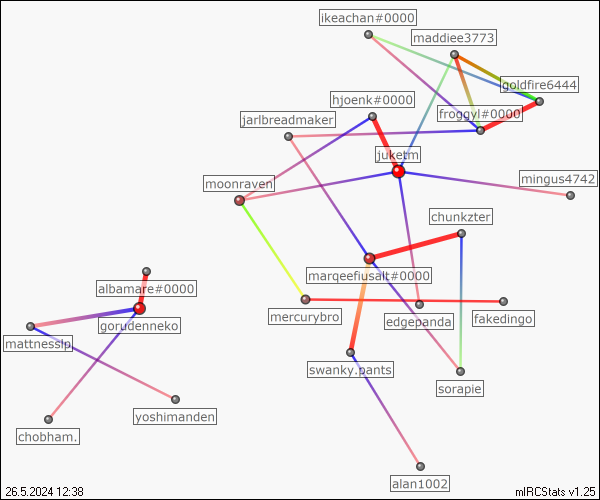 ikeachan#0000
maddiee3773
goldfire6444
hjoenk#0000
froggyl#0000
jarlbreadmaker
juketm
mingus4742
moonraven
chunkzter
marqeefiusalt#0000
albamare#0000
mercurybro
edgepanda
fakedingo
gorudenneko
mattnesslp
swanky.pants
sorapie
yoshimanden
chobham.
alan1002
26.5.2024 12:38
mIRCStats v1.25